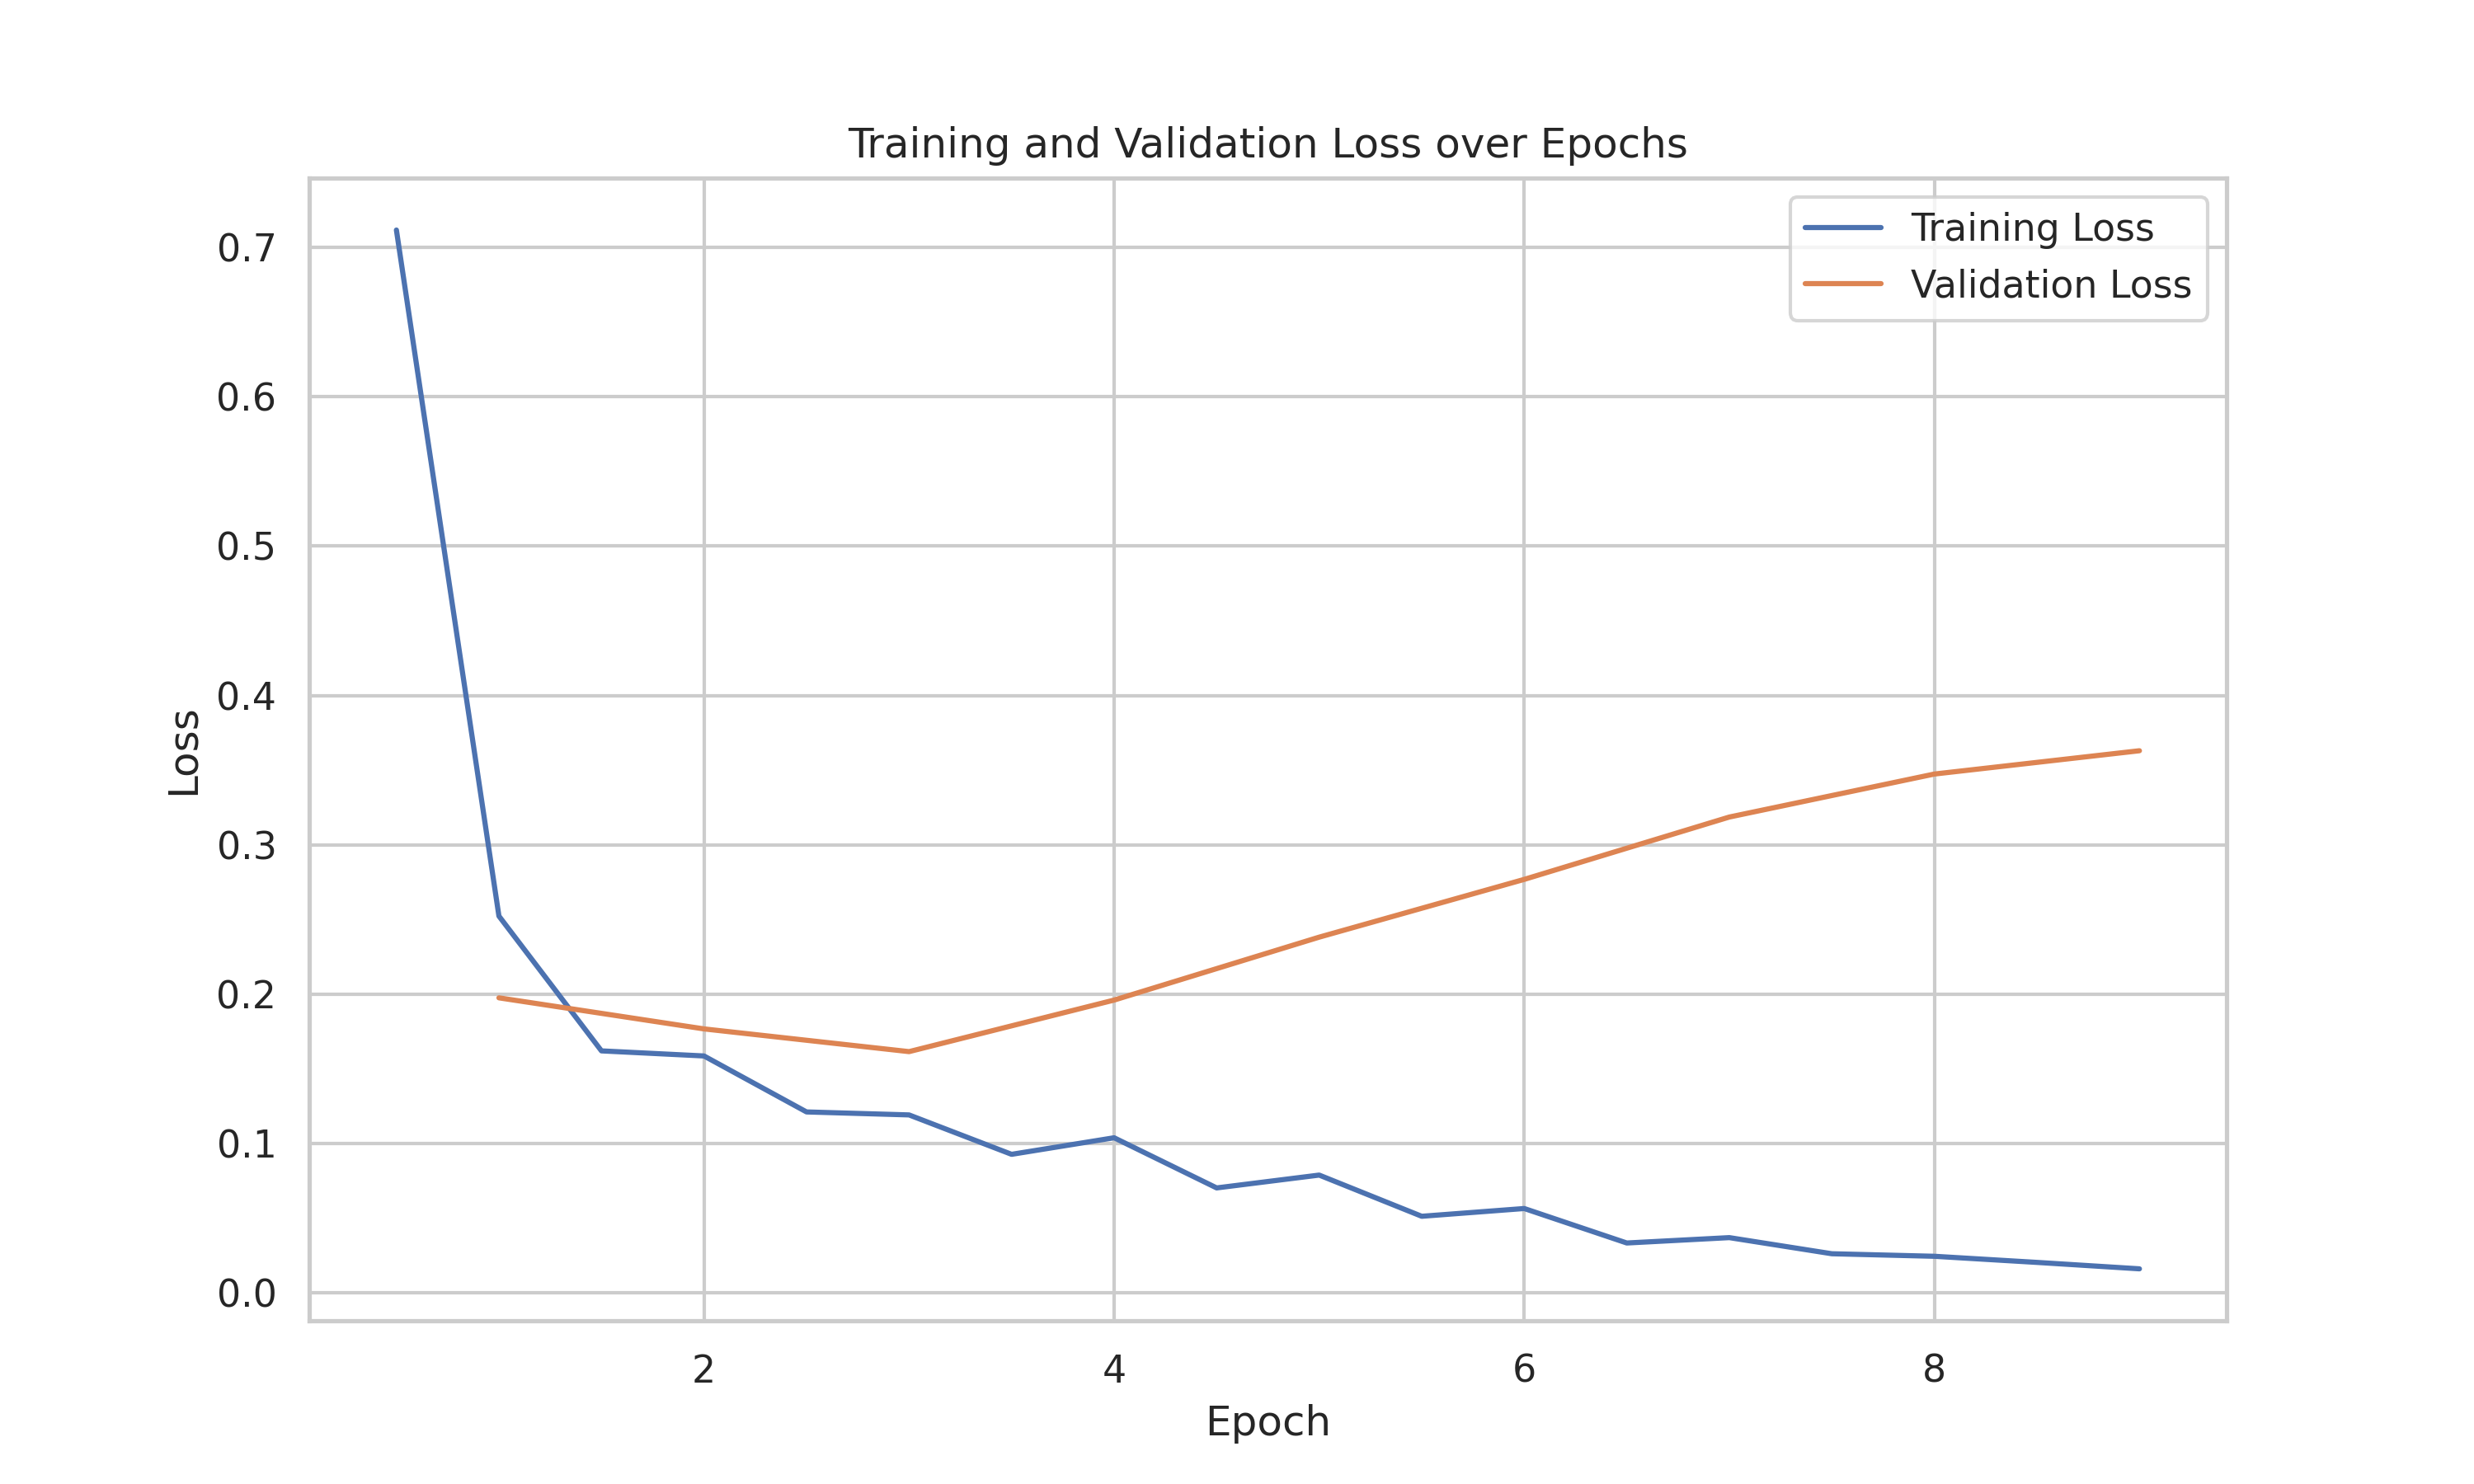 Training and Validation Loss over Epochs
Training Loss
Validation Loss
0.7
0.6
0.5
0.4
0.3
0.2
0.1
0.0
Loss
2 4 6 8
Epoch